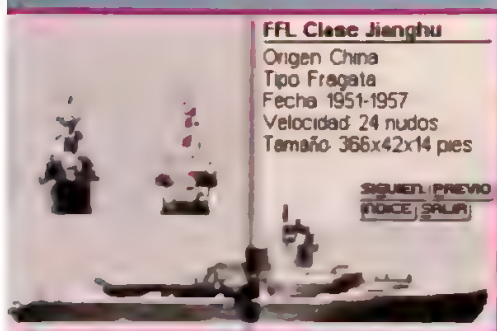 FFL Clase Jianghu
Origen China
Tipo Fragata
Fecha 1951-1957
Velocidad 24 nudos
Tamaño 366x42x14 pies
SIGUIEN. PREVIO
INDICE SALIR